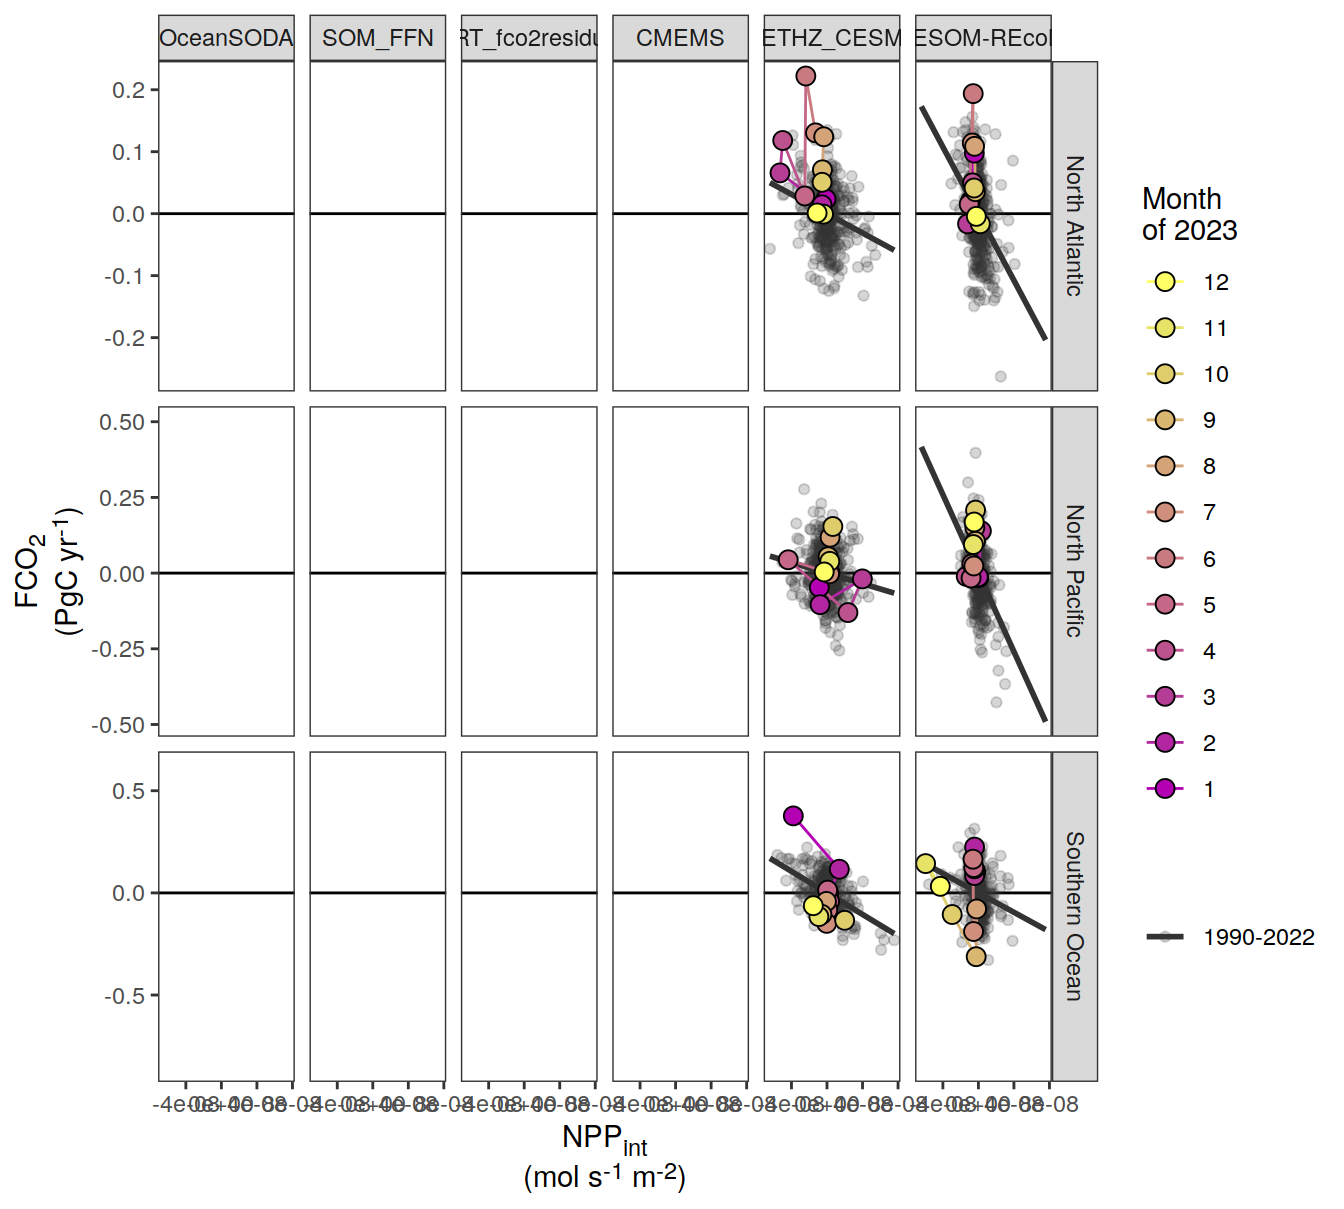 OceanSODA SOM_FFN RT_fco2residu CMEMS ETHZ_CESM ESOM-REcoM
0.2
0.1
0.0
-0.1
-0.2
North Atlantic
0.50
0.25
0.00
-0.25
-0.50
North Pacific
0.5
0.0
-0.5
Southern Ocean
FCO2
(PgC yr-1)
NPPint
(mol s-1 m-2)
Month
of 2023
12
11
10
9
8
7
6
5
4
3
2
1
1990-2022